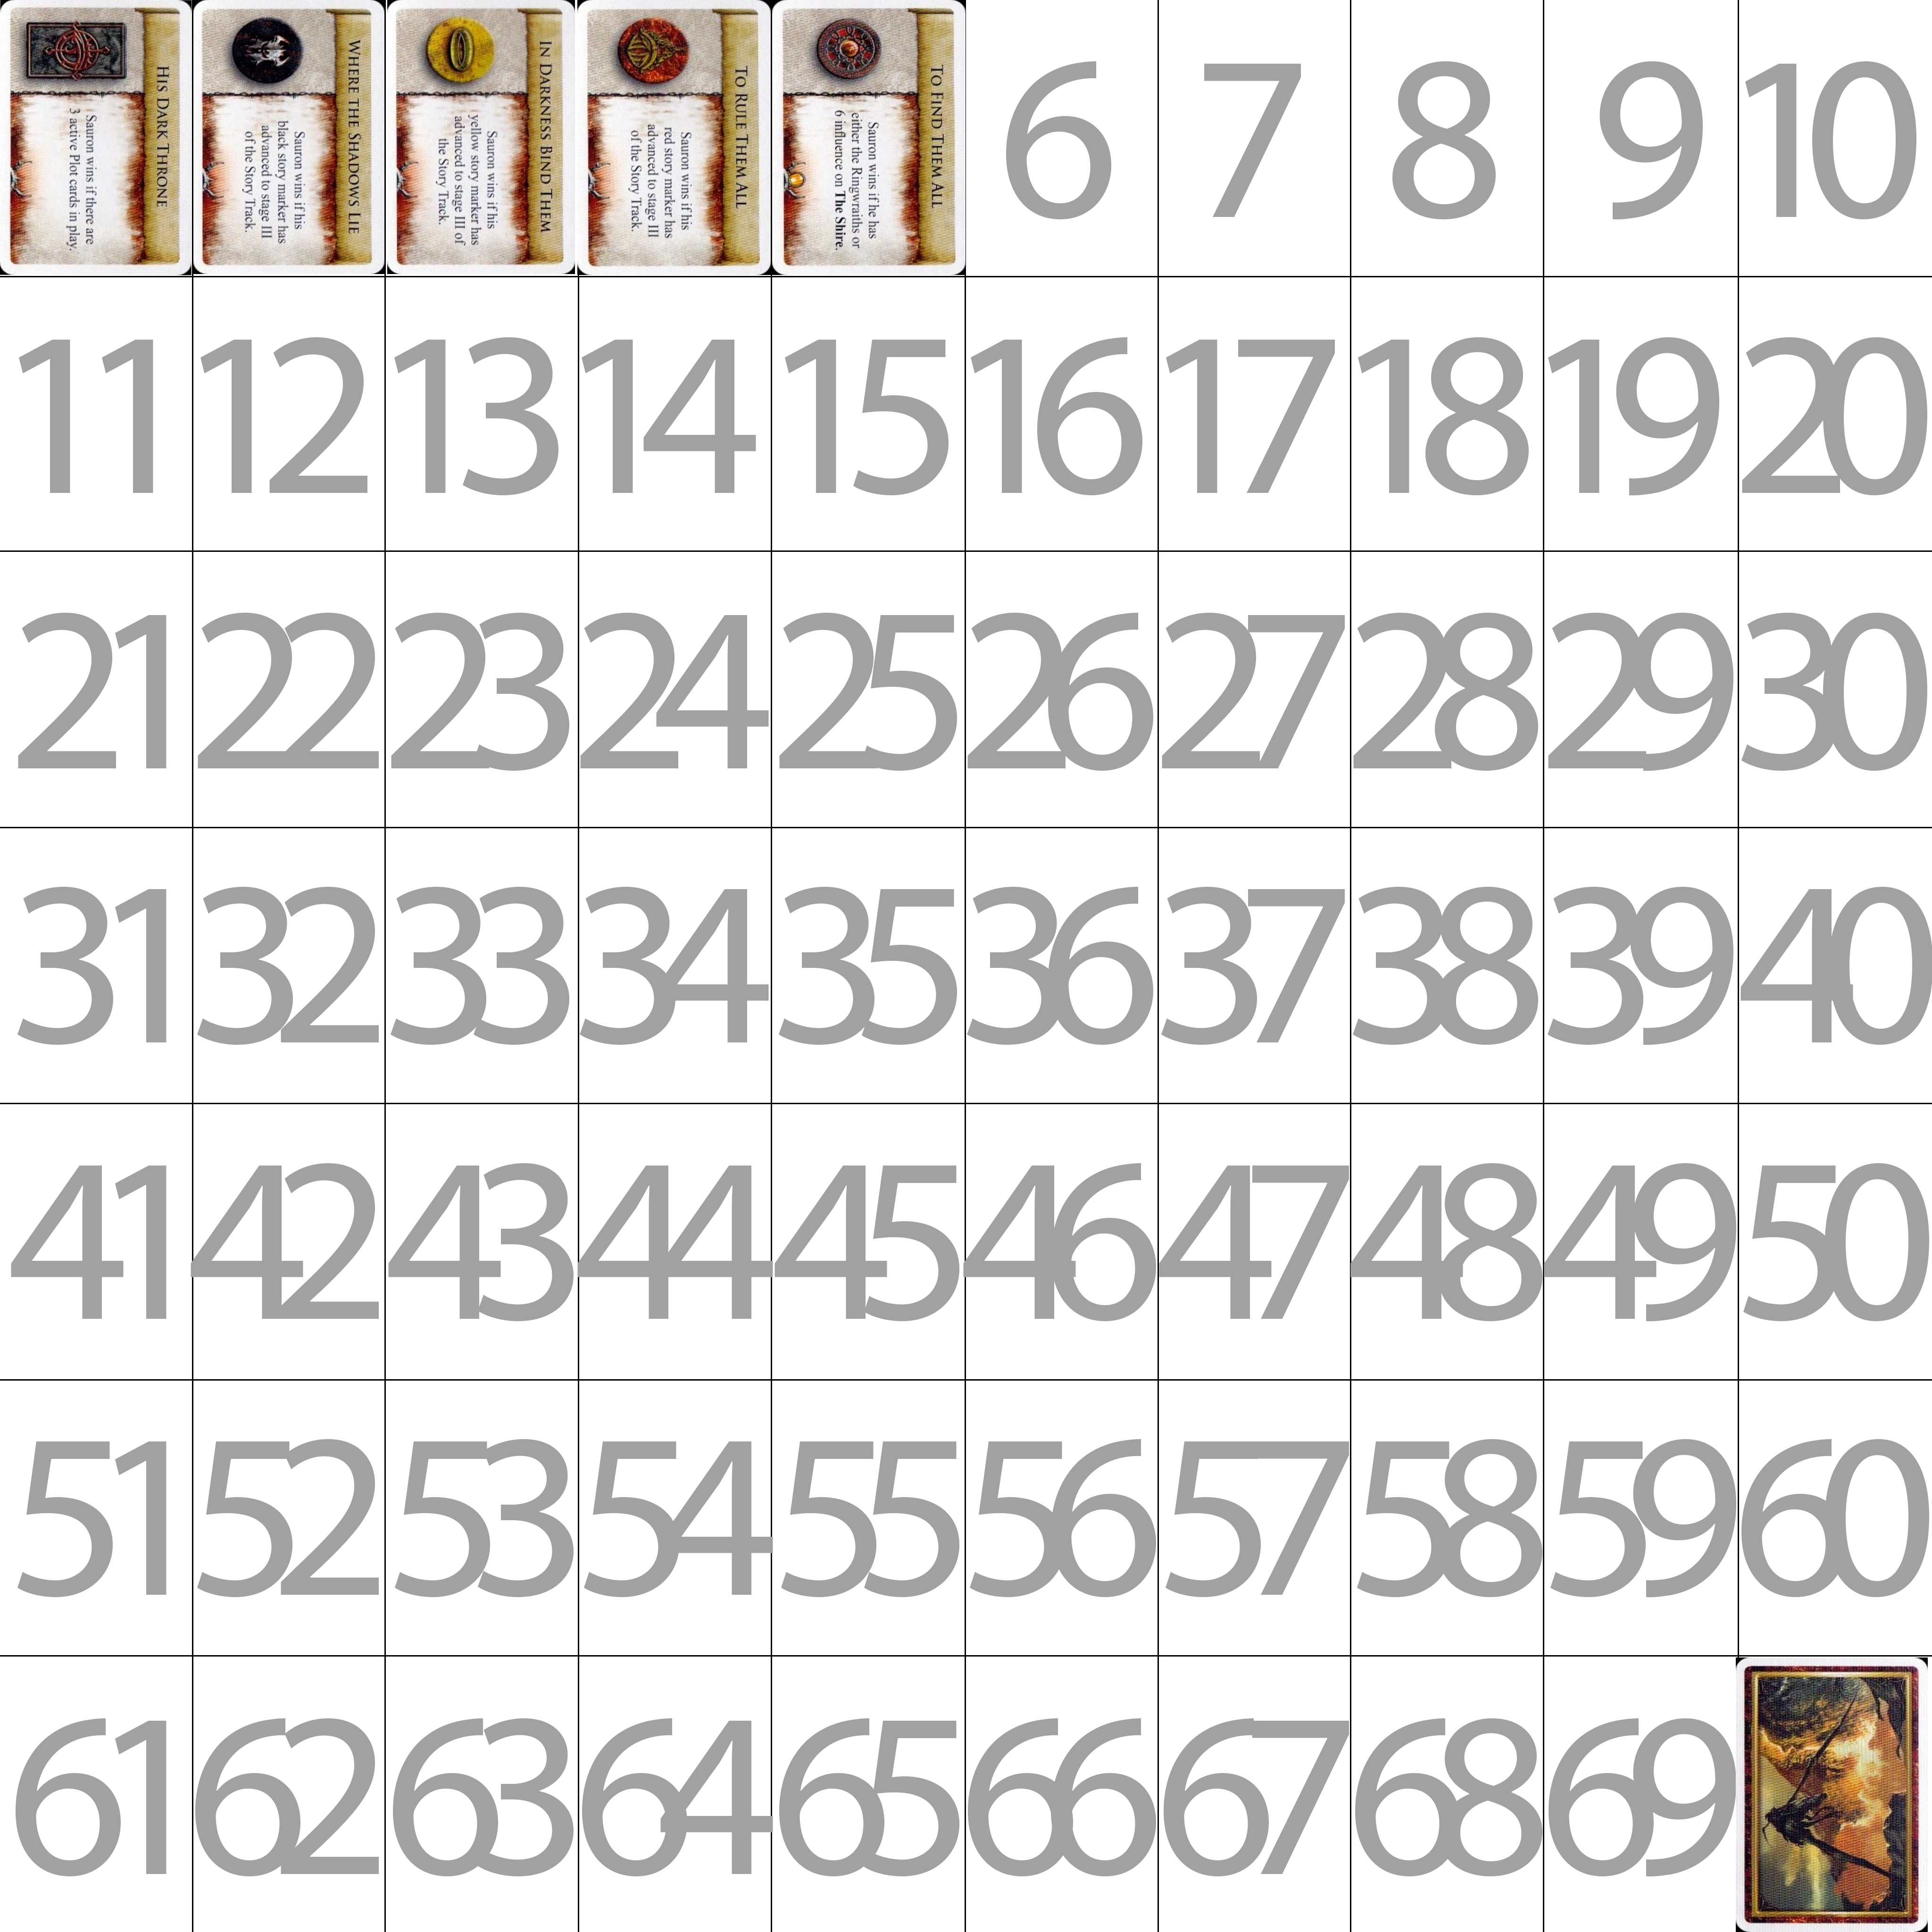 HIS DARK THRONE
Sauron wins if there are
3 active Plot cards in play.
WHERE THE SHADOWS LIE
Sauron wins if his
black story marker has
advanced to stage III
of the Story Track.
IN DARKNESS BIND THEM
Sauron wins if his
yellow story marker has
advanced to stage III of
the Story Track.
TO RULE THEM ALL
Sauron wins if his
red story marker has
advanced to stage III
of the Story Track.
TO FIND THEM ALL
Sauron wins if he has
either the Ringwraiths or
6 influence on The Shire.
6 7 8 9 10
11 12 13 14 15 16 17 18 19 20
21 22 23 24 25 26 27 28 29 30
31 32 33 34 35 36 37 38 39 40
41 42 43 44 45 46 47 48 49 50
51 52 53 54 55 56 57 58 59 60
61 62 63 64 65 66 67 68 69